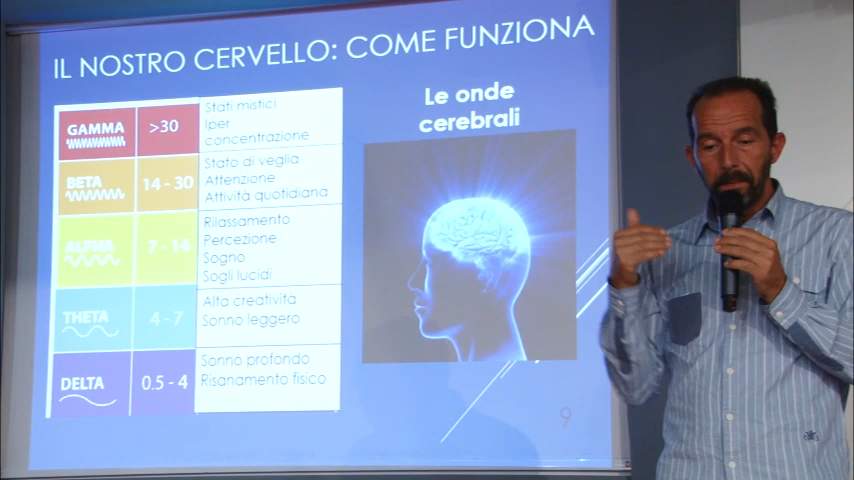 IL NOSTRO CERVELLO: COME FUNZIONA
Le onde
cerebrali
GAMMA
>30
Stati mistici
Iper
concentrazione
BETA
14 - 30
Stato di veglia
Attenzione
Attività quotidiana
ALPHA
7 - 14
Rilassamento
Percezione
Sogno
Sogli lucidi
THETA
4 - 7
Alta creatività
Sonno leggero
DELTA
0.5 - 4
Sonno profondo
Risanamento fisico
9